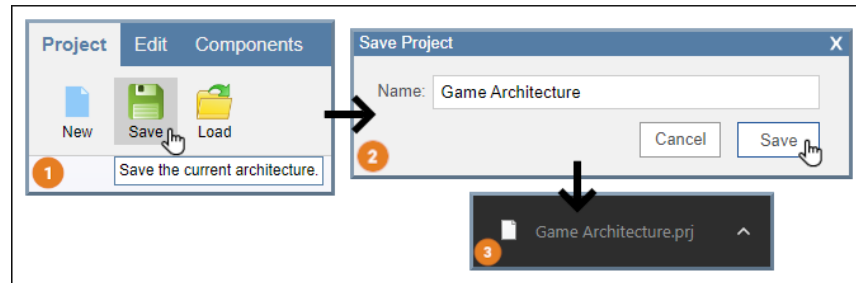 Project Edit Components
New Save Load
1
Save the current architecture.
Save Project X
Name: Game Architecture
Cancel Save
2
Game Architecture.prj
3